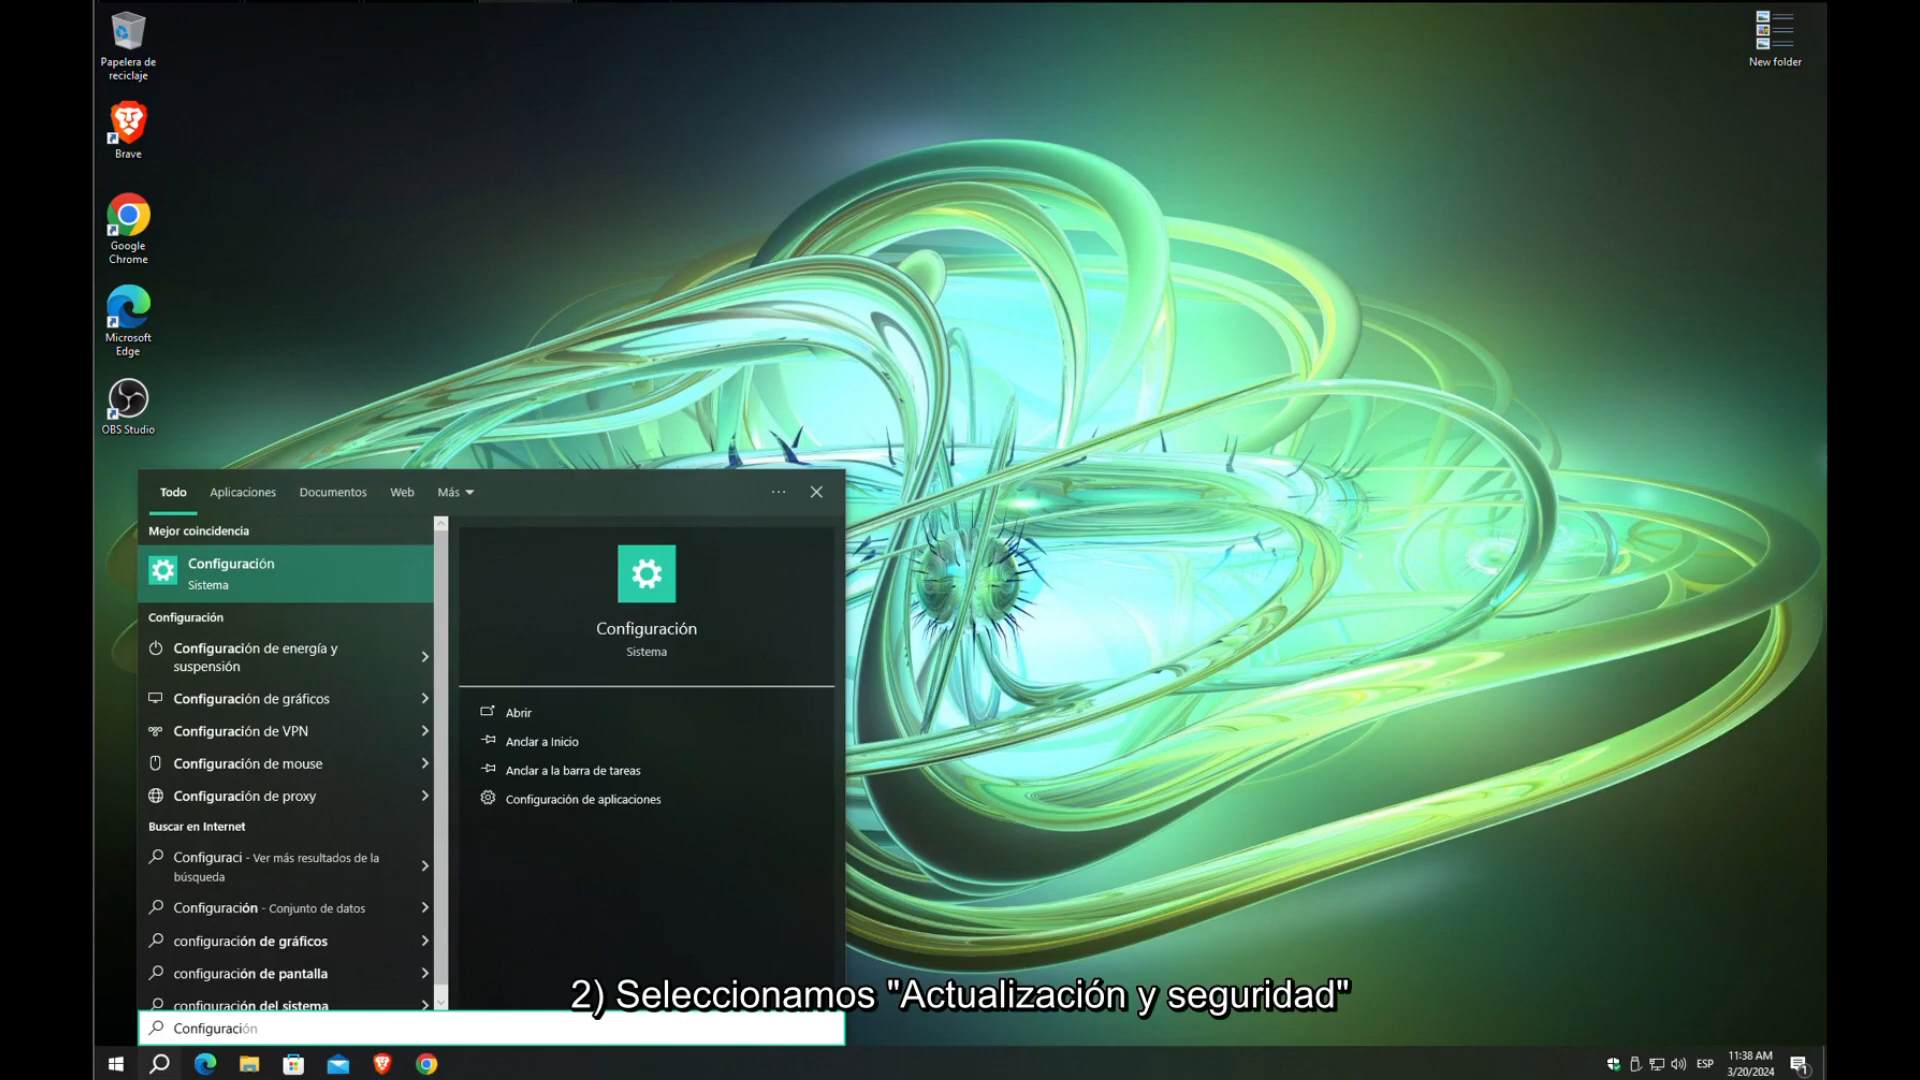 Papelera de
reciclaje
New folder
Brave
Google
Chrome
Microsoft
Edge
OBS Studio
Todo
Aplicaciones
Documentos
Web
Más
Mejor coincidencia
Configuración
Sistema
Configuración
Configuración de energía y
suspensión
Configuración de gráficos
Configuración de VPN
Configuración de mouse
Configuración de proxy
Buscar en Internet
Configuraci - Ver más resultados de la
búsqueda
Configuración - Conjunto de datos
configuración de gráficos
configuración de pantalla
configuración del sistema
Configuración
Sistema
Abrir
Anclar a Inicio
Anclar a la barra de tareas
Configuración de aplicaciones
2) Seleccionamos "Actualización y seguridad"
Configuración
ESP
11:38 AM
3/20/2024
1